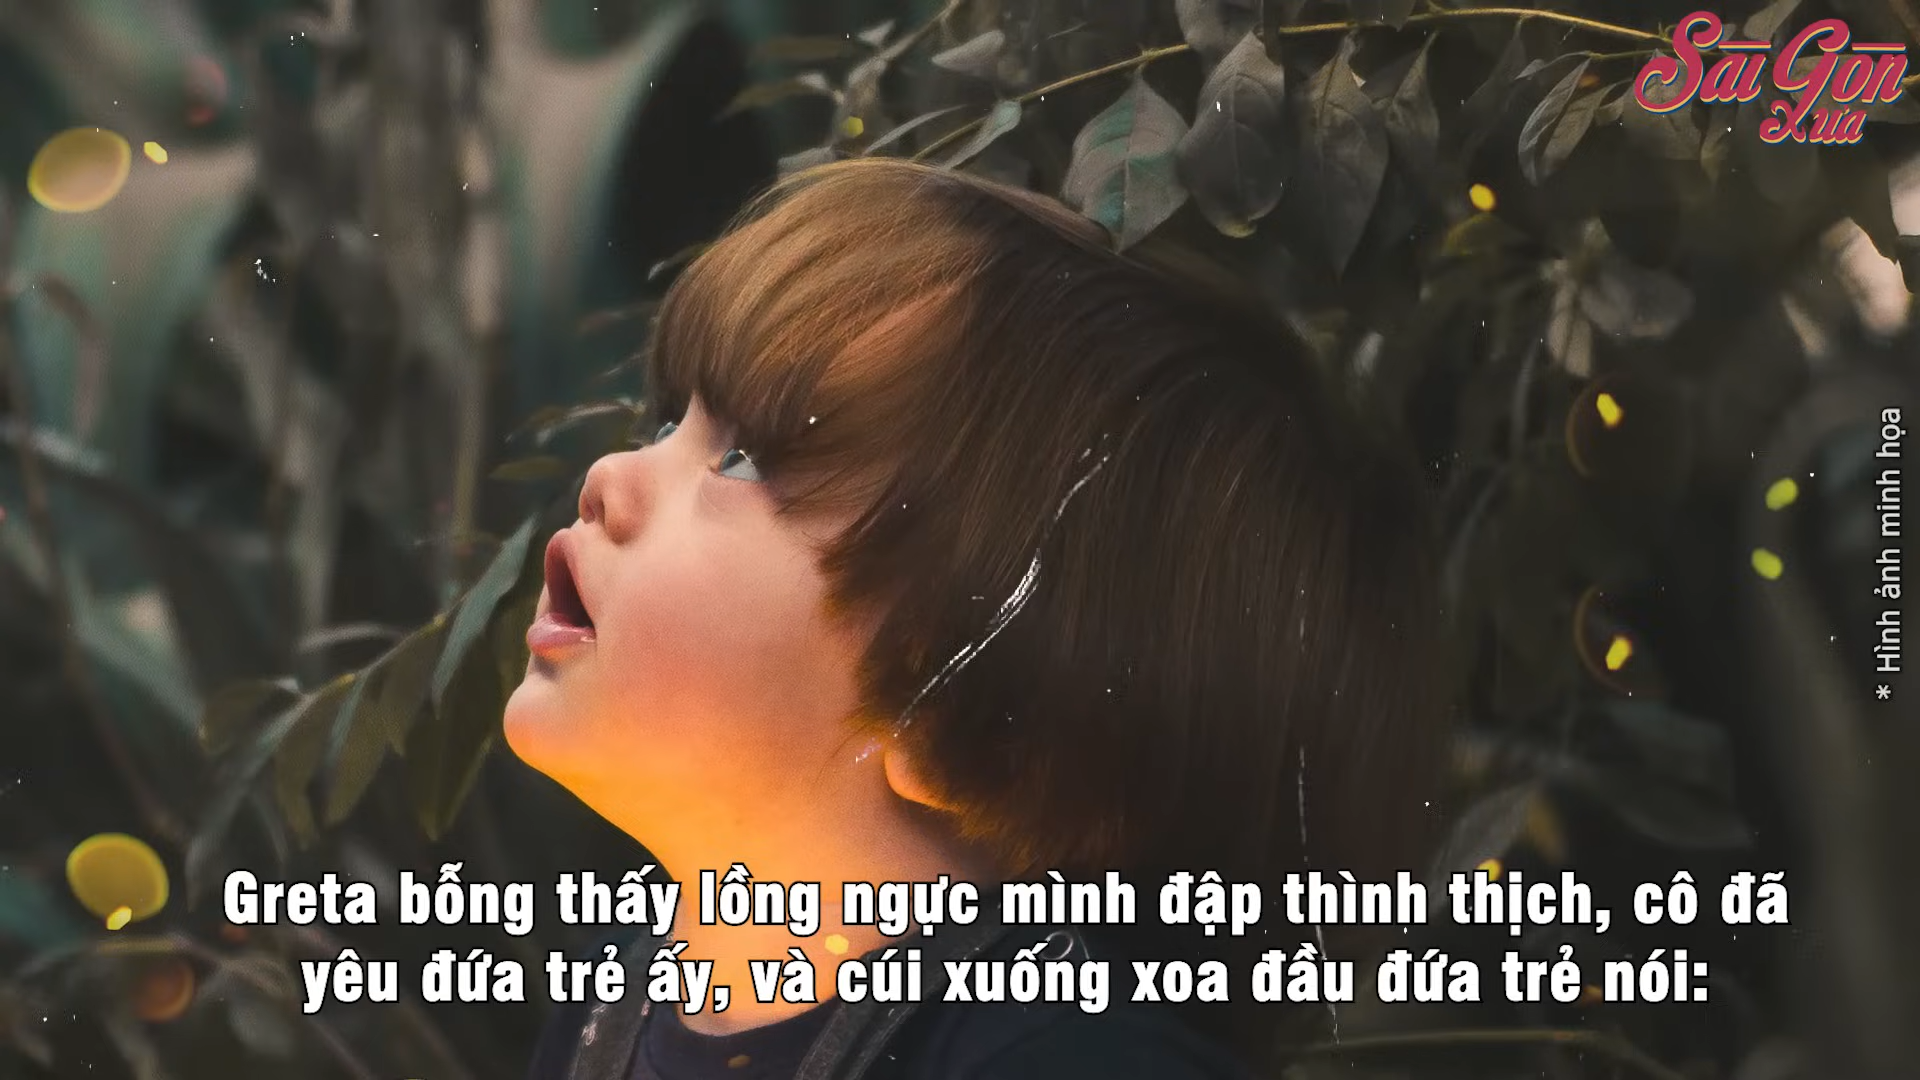 Sài Gòn
Xưa
* Hình ảnh minh họa
Greta bỗng thấy lồng ngực mình đập thình thịch, cô đã
yêu đứa trẻ ấy, và cúi xuống xoa đầu đứa trẻ nói: